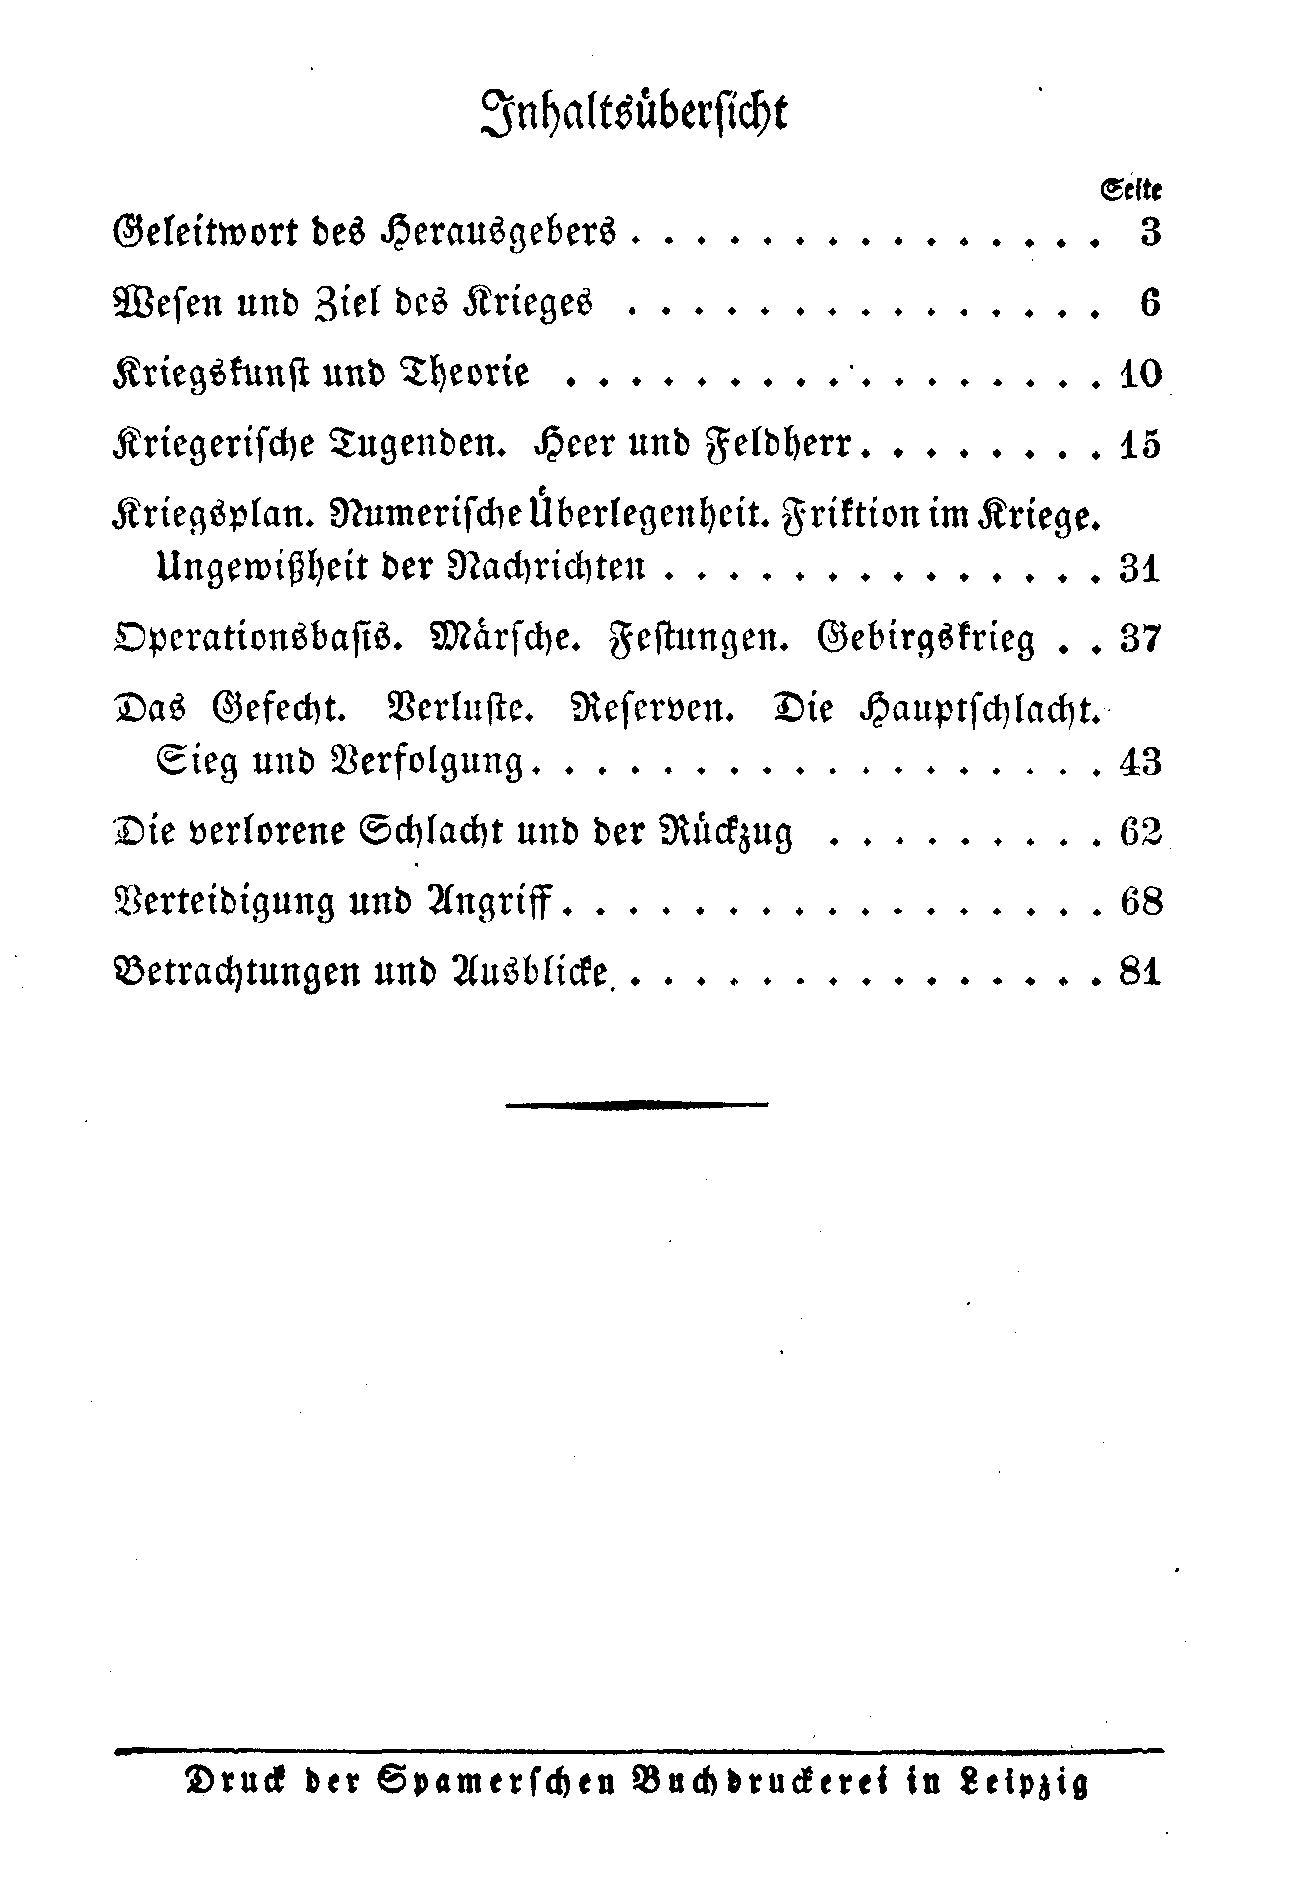 Inhaltsübersicht
Seite
Geleitwort des Herausgebers . . . . . . . . . . . . . . . 3
Wesen und Ziel des Krieges . . . . . . . . . . . . . . . 6
Kriegskunst und Theorie . . . . . . . . . . . . . . . . . 10
Kriegerische Tugenden. Heer und Feldherr . . . . . . . . 15
Kriegsplan. Numerische Überlegenheit. Friktion im Kriege.
Ungewißheit der Nachrichten . . . . . . . . . . . . . . 31
Operationsbasis. Märsche. Festungen. Gebirgskrieg . . 37
Das Gefecht. Verluste. Reserven. Die Hauptschlacht.
Sieg und Verfolgung . . . . . . . . . . . . . . . . . . 43
Die verlorene Schlacht und der Rückzug . . . . . . . . . 62
Verteidigung und Angriff . . . . . . . . . . . . . . . . . 68
Betrachtungen und Ausblicke . . . . . . . . . . . . . . . 81
Druck der Spamerschen Buchdruckerei in Leipzig